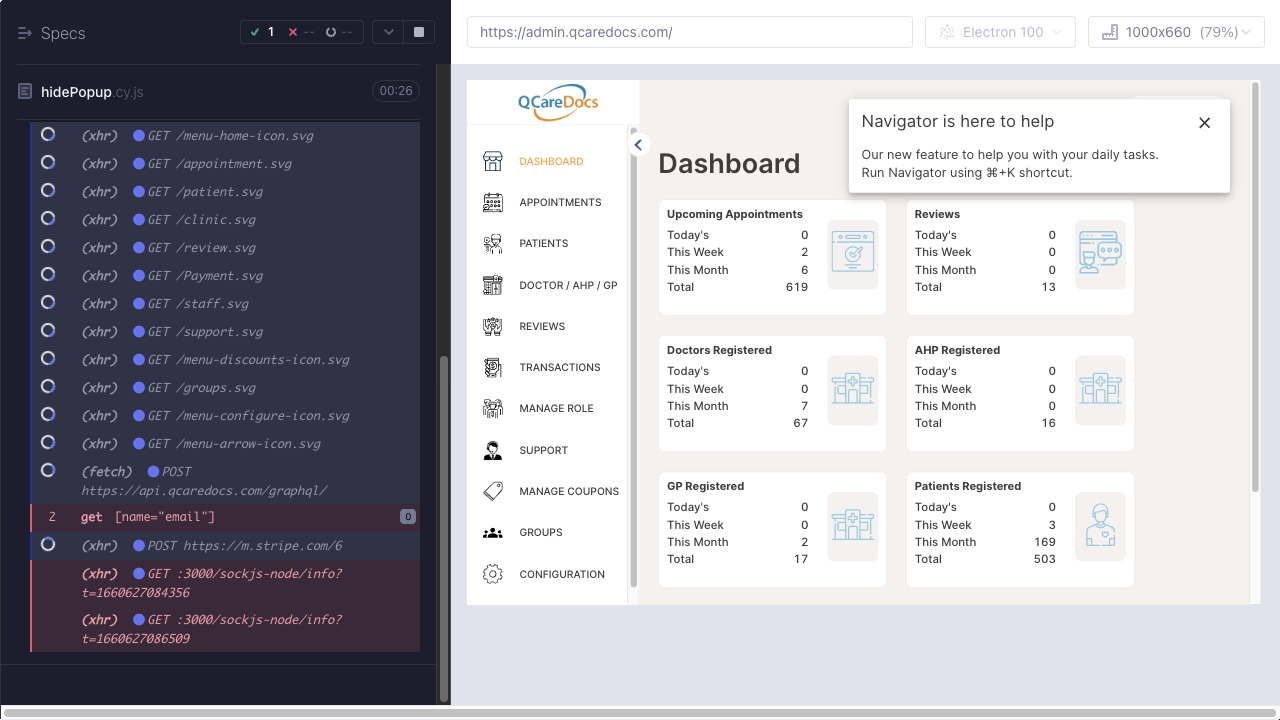 Specs
1
--
--
hidePopup.cy.js
00:26
(xhr) GET /menu-home-icon.svg
(xhr) GET /appointment.svg
(xhr) GET /patient.svg
(xhr) GET /clinic.svg
(xhr) GET /review.svg
(xhr) GET /Payment.svg
(xhr) GET /staff.svg
(xhr) GET /support.svg
(xhr) GET /menu-discounts-icon.svg
(xhr) GET /groups.svg
(xhr) GET /menu-configure-icon.svg
(xhr) GET /menu-arrow-icon.svg
(fetch) POST
https://api.qcaredocs.com/graphql/
2 get [name="email"] 0
(xhr) POST https://m.stripe.com/6
(xhr) GET :3000/sockjs-node/info?
t=1660627084356
(xhr) GET :3000/sockjs-node/info?
t=1660627086509
https://admin.qcaredocs.com/
Electron 100
1000x660 (79%)
QCareDocs
DASHBOARD
APPOINTMENTS
PATIENTS
DOCTOR / AHP / GP
REVIEWS
TRANSACTIONS
MANAGE ROLE
SUPPORT
MANAGE COUPONS
GROUPS
CONFIGURATION
Navigator is here to help
Our new feature to help you with your daily tasks.
Run Navigator using ⌘+K shortcut.
Dashboard
Upcoming Appointments
Today's 0
This Week 2
This Month 6
Total 619
Reviews
Today's 0
This Week 0
This Month 0
Total 13
Doctors Registered
Today's 0
This Week 0
This Month 7
Total 67
AHP Registered
Today's 0
This Week 0
This Month 0
Total 16
GP Registered
Today's 0
This Week 0
This Month 2
Total 17
Patients Registered
Today's 0
This Week 3
This Month 169
Total 503